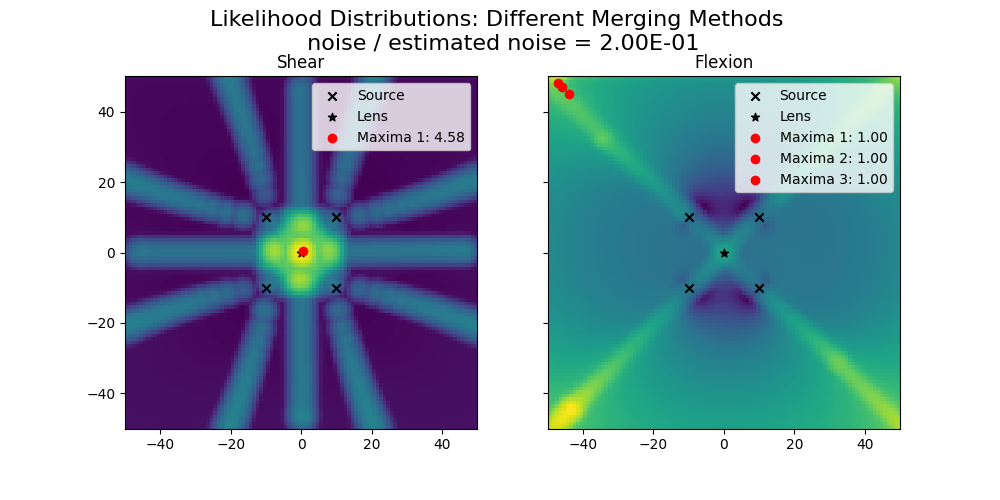 Likelihood Distributions: Different Merging Methods
noise / estimated noise = 2.00E-01
Shear
Source
Lens
Maxima 1: 4.58
40
20
0
−20
−40
−40 −20 0 20 40
Flexion
Source
Lens
Maxima 1: 1.00
Maxima 2: 1.00
Maxima 3: 1.00
−40 −20 0 20 40